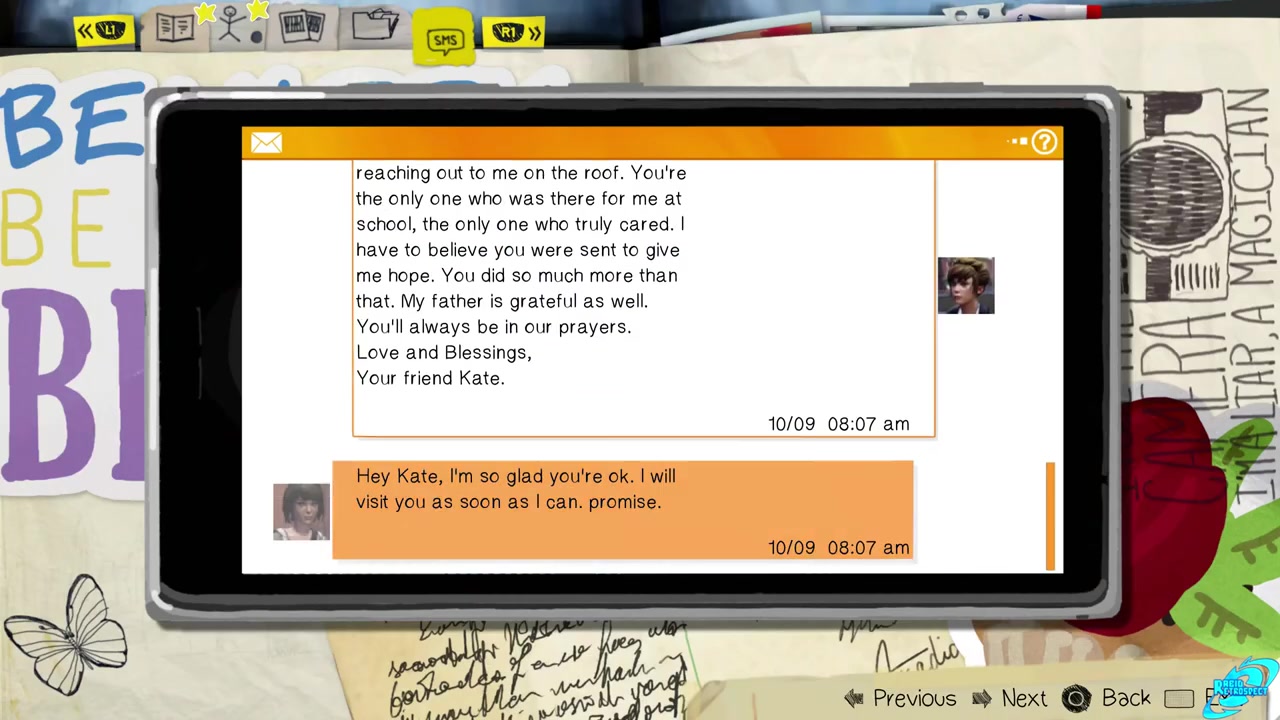 L1
SMS
R1
BE
BE
reaching out to me on the roof. You're
the only one who was there for me at
school, the only one who truly cared. I
have to believe you were sent to give
me hope. You did so much more than
that. My father is grateful as well.
You'll always be in our prayers.
Love and Blessings,
Your friend Kate.
10/09 08:07 am
Hey Kate, I'm so glad you're ok. I will
visit you as soon as I can. promise.
10/09 08:07 am
I'M A LIAR, A MAGICIAN
Previous
Next
Back
RAPID
RETROSPECT